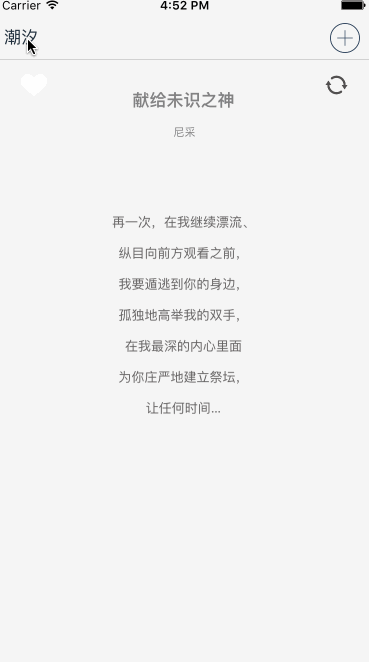 Carrier 4:52 PM
潮汐
献给未识之神
尼采
再一次，在我继续漂流、
纵目向前方观看之前，
我要遁逃到你的身边，
孤独地高举我的双手，
在我最深的内心里面
为你庄严地建立祭坛，
让任何时间...